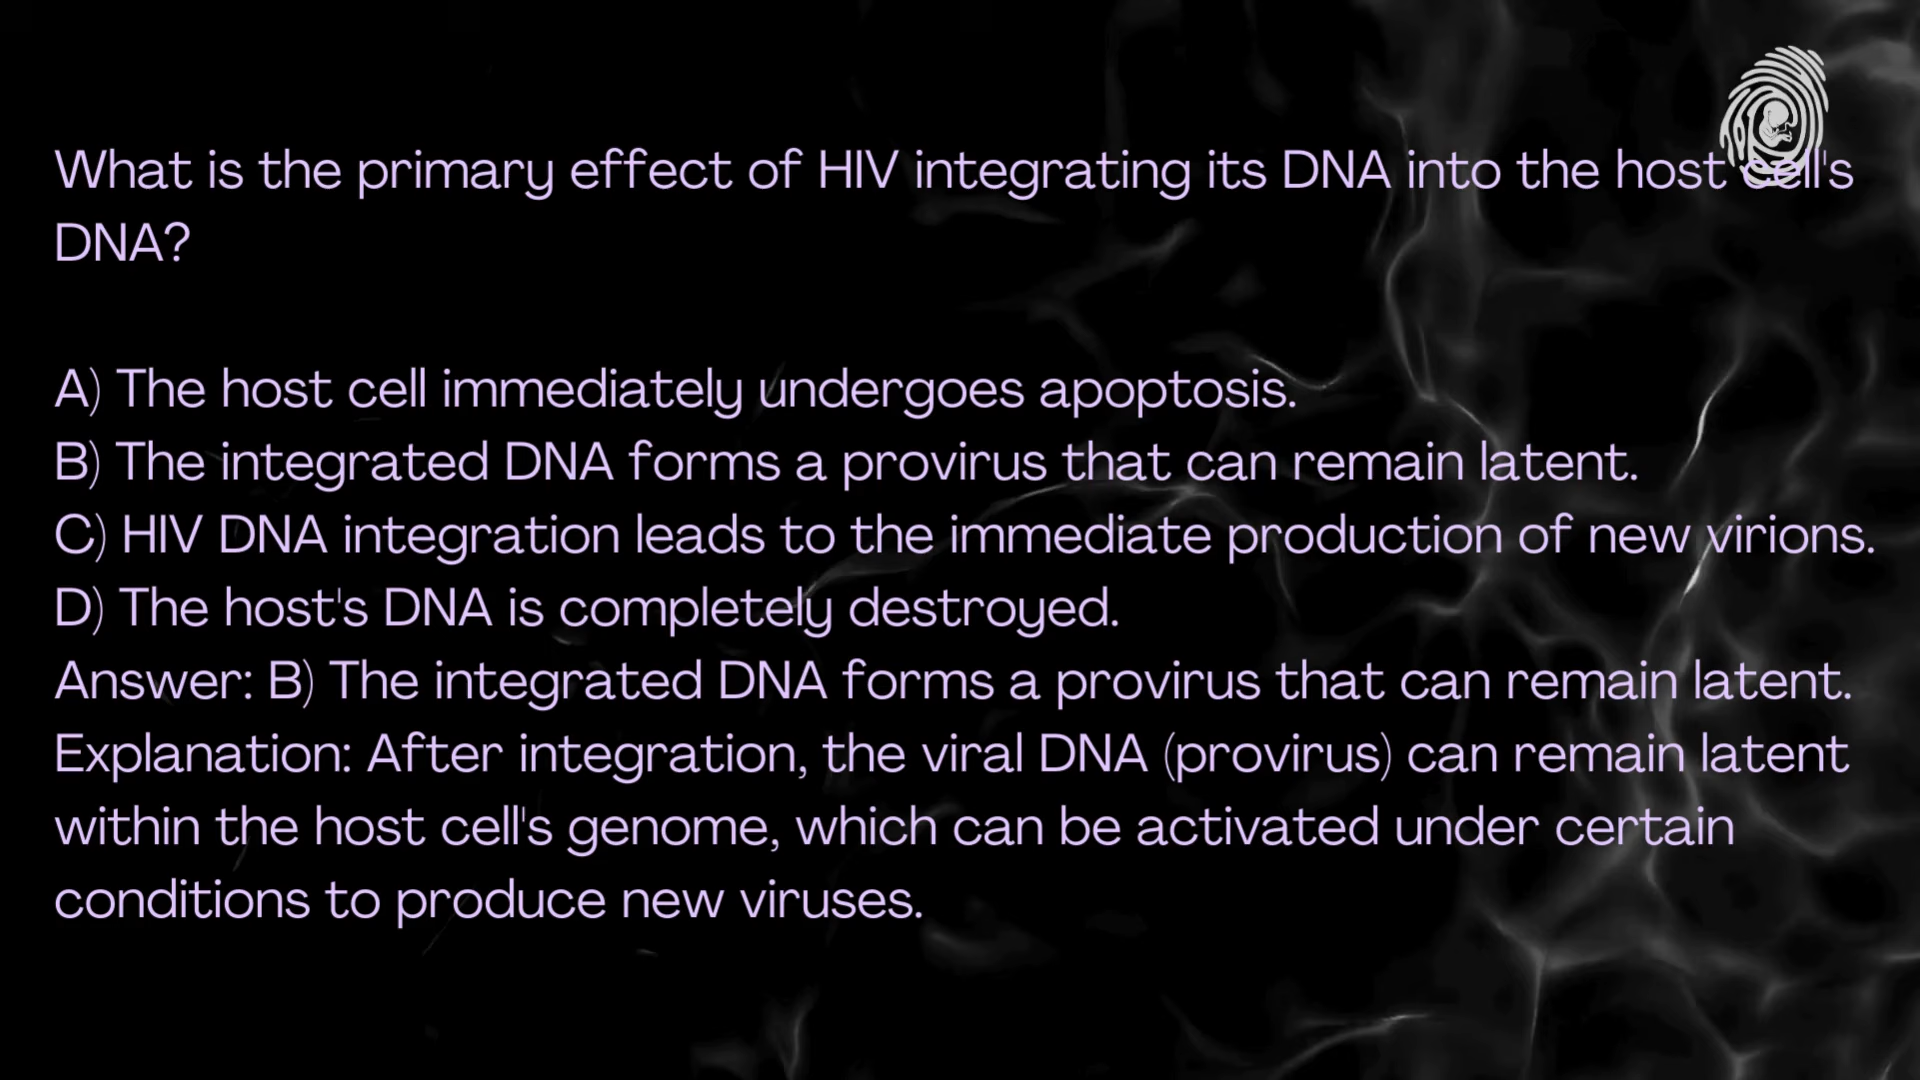 What is the primary effect of HIV integrating its DNA into the host cell's
DNA?
A) The host cell immediately undergoes apoptosis.
B) The integrated DNA forms a provirus that can remain latent.
C) HIV DNA integration leads to the immediate production of new virions.
D) The host's DNA is completely destroyed.
Answer: B) The integrated DNA forms a provirus that can remain latent.
Explanation: After integration, the viral DNA (provirus) can remain latent
within the host cell's genome, which can be activated under certain
conditions to produce new viruses.